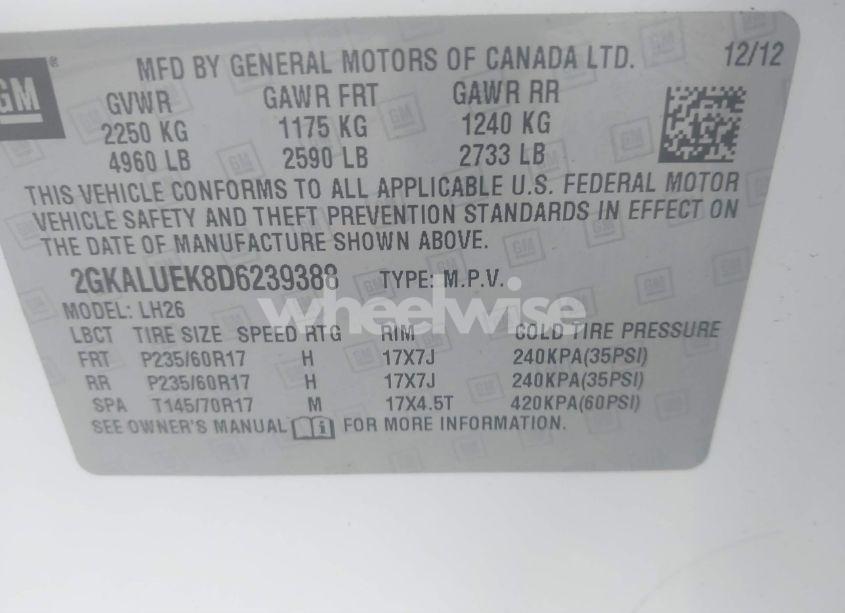 GM
MFD BY GENERAL MOTORS OF CANADA LTD. 12/12
GVWR GAWR FRT GAWR RR
2250 KG 1175 KG 1240 KG
4960 LB 2590 LB 2733 LB
THIS VEHICLE CONFORMS TO ALL APPLICABLE U.S. FEDERAL MOTOR
VEHICLE SAFETY AND THEFT PREVENTION STANDARDS IN EFFECT ON
THE DATE OF MANUFACTURE SHOWN ABOVE.
2GKALUEK8D6239388 TYPE: M.P.V.
wheelwise
MODEL: LH26
LBCT TIRE SIZE SPEED RTG RIM COLD TIRE PRESSURE
FRT P235/60R17 H 17X7J 240KPA(35PSI)
RR P235/60R17 H 17X7J 240KPA(35PSI)
SPA T145/70R17 M 17X4.5T 420KPA(60PSI)
SEE OWNER'S MANUAL FOR MORE INFORMATION.